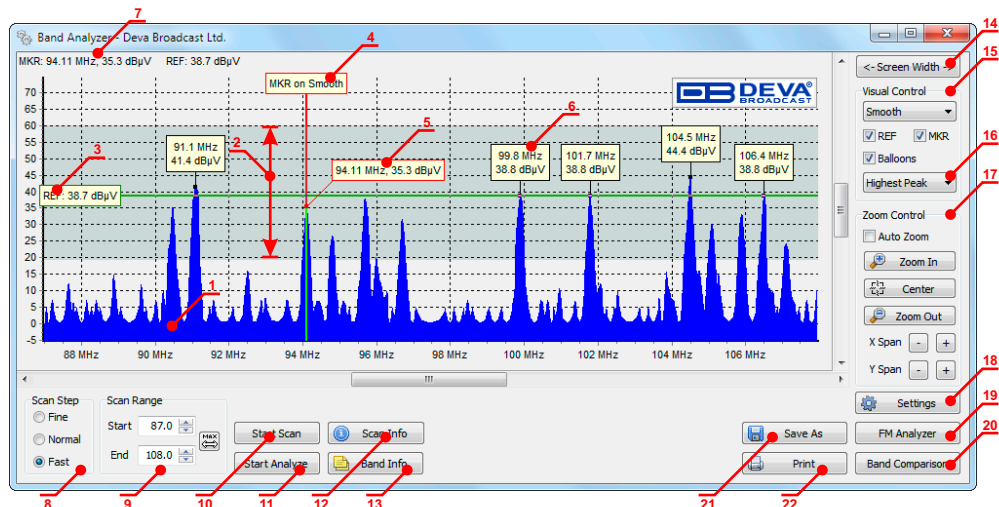 7
4
14
Band Analyzer - Deva Broadcast Ltd.
15
MKR: 94.11 MHz, 35.3 dBµV REF: 38.7 dBµV
<- Screen Width ->
MKR on Smooth
DEVA
BROADCAST
Visual Control
Smooth
REF MKR
Balloons
Highest Peak
16
17
70
65
60
55
50
45
40
35
30
25
20
15
10
5
0
-5
3
2
5
6
1
91.1 MHz
41.4 dBµV
94.11 MHz, 35.3 dBµV
99.8 MHz
38.8 dBµV
101.7 MHz
38.8 dBµV
104.5 MHz
44.4 dBµV
106.4 MHz
38.8 dBµV
REF: 38.7 dBµV
Zoom Control
Auto Zoom
Zoom In
Center
Zoom Out
X Span - +
Y Span - +
88 MHz 90 MHz 92 MHz 94 MHz 96 MHz 98 MHz 100 MHz 102 MHz 104 MHz 106 MHz
18
Settings
19
Scan Step
Fine
Normal
Fast
Scan Range
Start 87.0
End 108.0
MAX
Start Scan
Scan Info
Save As
FM Analyzer
20
Start Analyze
Band Info
Print
Band Comparison
8 9 10 11 12 13 21 22